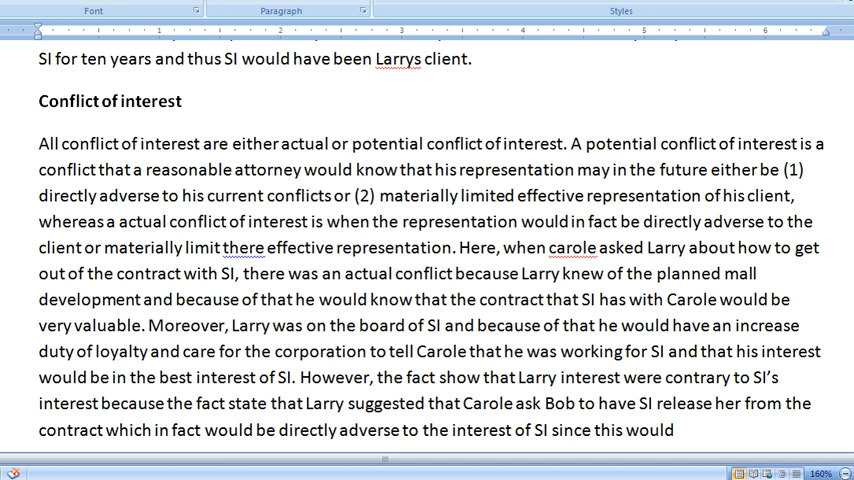 Font Paragraph Styles
1 2 3 4 5 6
SI for ten years and thus SI would have been Larrys client.
Conflict of interest
All conflict of interest are either actual or potential conflict of interest. A potential conflict of interest is a
conflict that a reasonable attorney would know that his representation may in the future either be (1)
directly adverse to his current conflicts or (2) materially limited effective representation of his client,
whereas a actual conflict of interest is when the representation would in fact be directly adverse to the
client or materially limit there effective representation. Here, when carole asked Larry about how to get
out of the contract with SI, there was an actual conflict because Larry knew of the planned mall
development and because of that he would know that the contract that SI has with Carole would be
very valuable. Moreover, Larry was on the board of SI and because of that he would have an increase
duty of loyalty and care for the corporation to tell Carole that he was working for SI and that his interest
would be in the best interest of SI. However, the fact show that Larry interest were contrary to SI’s
interest because the fact state that Larry suggested that Carole ask Bob to have SI release her from the
contract which in fact would be directly adverse to the interest of SI since this would
160%